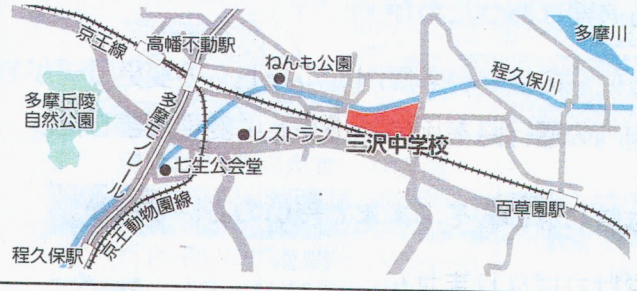 京王線
高幡不動駅
ねんも公園
多摩川
程久保川
多摩丘陵
自然公園
多摩モノレール
レストラン
三沢中学校
七生公会堂
京王動物園線
百草園駅
程久保駅